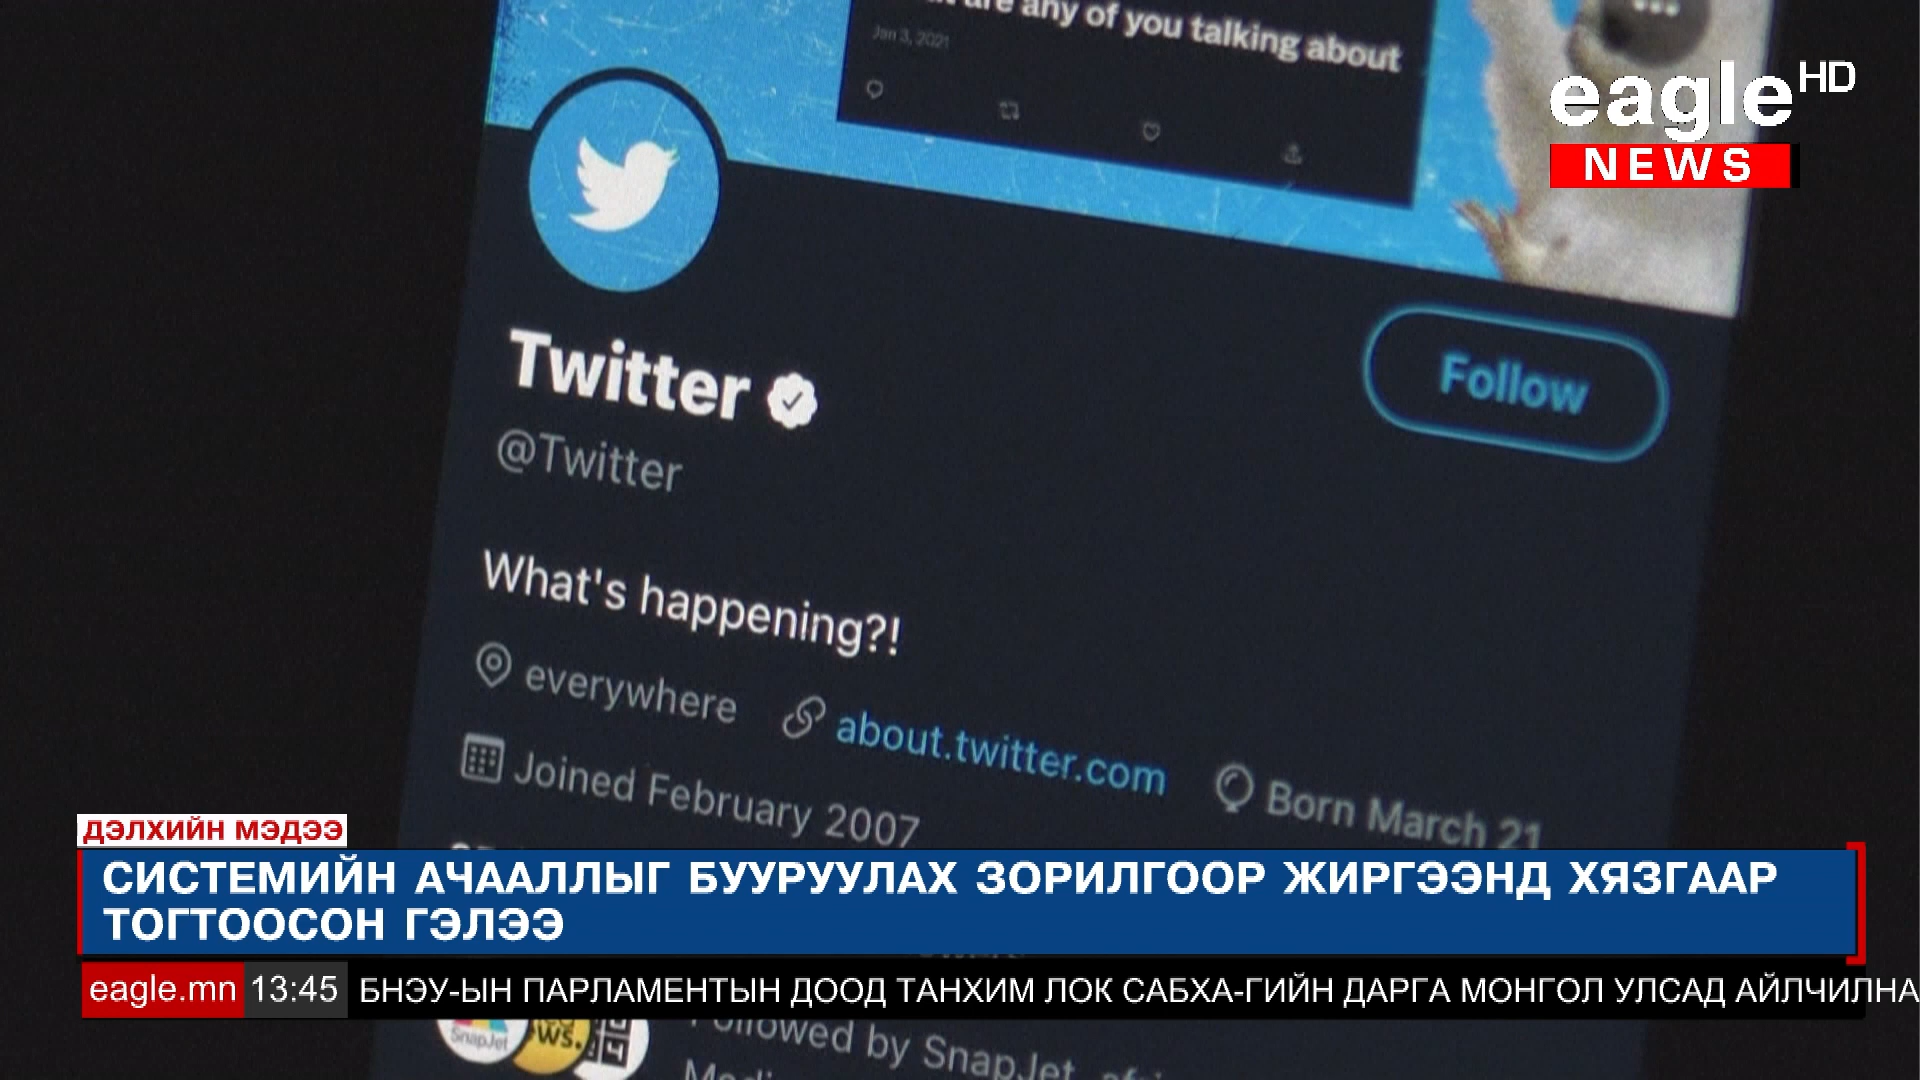 are any of you talking about
Jan 3, 2021
eagle HD
NEWS
Twitter
@Twitter
Follow
What's happening?!
everywhere
about.twitter.com
Born March 21
Joined February 2007
ДЭЛХИЙН МЭДЭЭ
СИСТЕМИЙН АЧААЛЛЫГ БУУРУУЛАХ ЗОРИЛГООР ЖИРГЭЭНД ХЯЗГААР
ТОГТООСОН ГЭЛЭЭ
eagle.mn 13:45 БНЭУ-ЫН ПАРЛАМЕНТЫН ДООД ТАНХИМ ЛОК САБХА-ГИЙН ДАРГА МОНГОЛ УЛСАД АЙЛЧИЛНА
SnapJet
Followed by SnapJet,